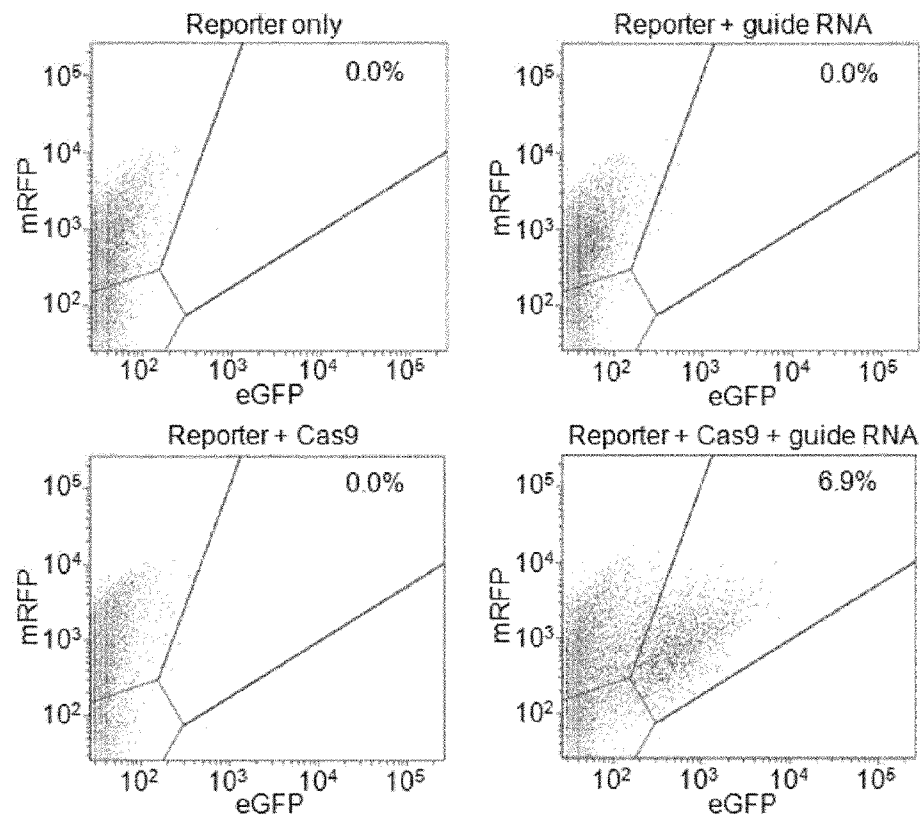 Reporter only
0.0%
10⁵
10⁴
10³
10²
mRFP
10² 10³ 10⁴ 10⁵
eGFP
Reporter + guide RNA
0.0%
10⁵
10⁴
10³
10²
mRFP
10² 10³ 10⁴ 10⁵
eGFP
Reporter + Cas9
0.0%
10⁵
10⁴
10³
10²
mRFP
10² 10³ 10⁴ 10⁵
eGFP
Reporter + Cas9 + guide RNA
6.9%
10⁵
10⁴
10³
10²
mRFP
10² 10³ 10⁴ 10⁵
eGFP